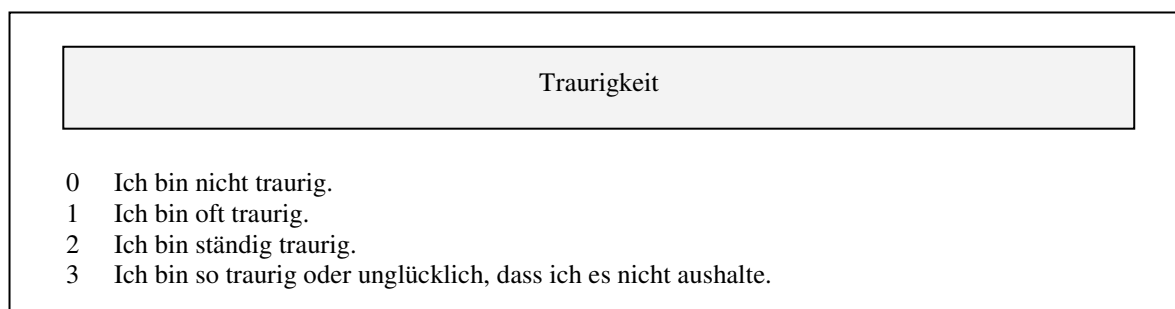 Traurigkeit
0 Ich bin nicht traurig.
1 Ich bin oft traurig.
2 Ich bin ständig traurig.
3 Ich bin so traurig oder unglücklich, dass ich es nicht aushalte.